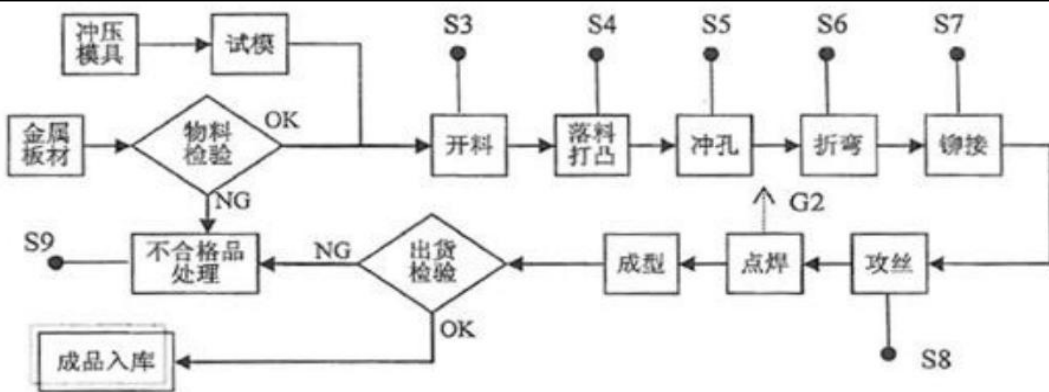 S3
S4
S5
S6
S7
冲压
模具
试模
金属
板材
物料
检验
OK
开料
落料
打凸
冲孔
折弯
铆接
NG
G2
S9
不合格品
处理
NG
出货
检验
成型
点焊
攻丝
OK
成品入库
S8